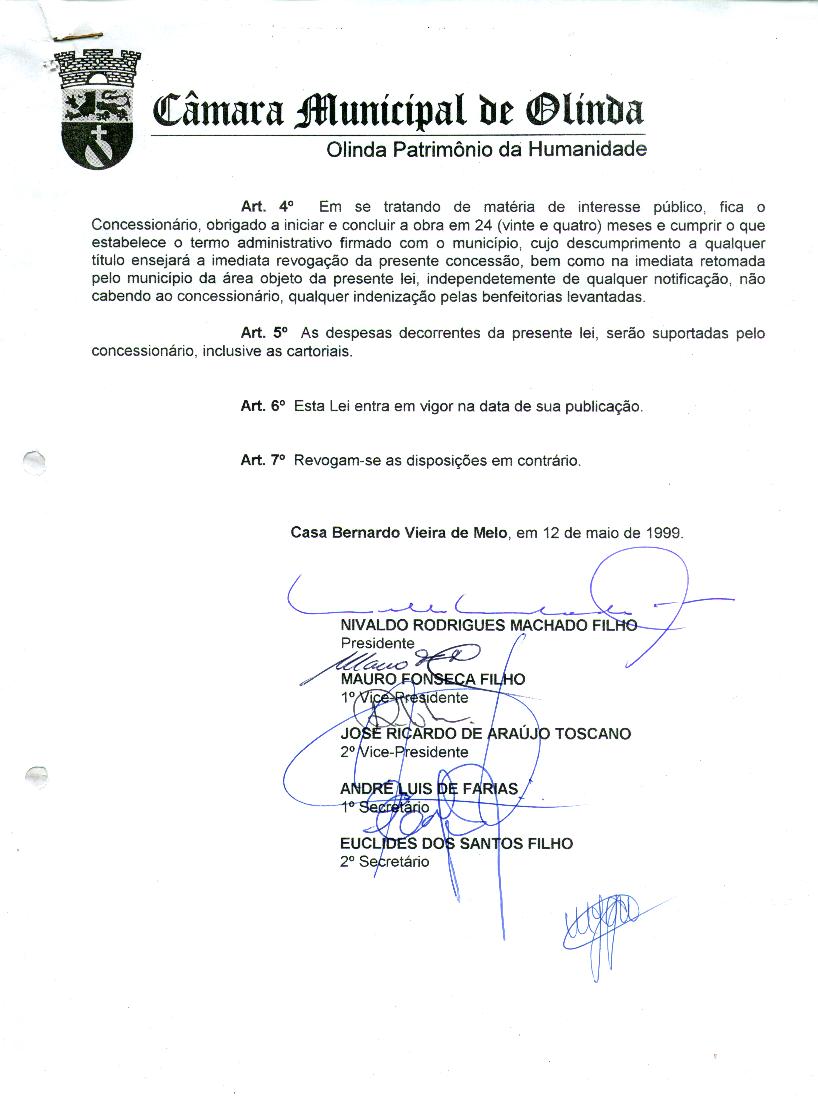 Câmara Municipal de Olinda
Olinda Patrimônio da Humanidade
Art. 4º Em se tratando de matéria de interesse público, fica o
Concessionário, obrigado a iniciar e concluir a obra em 24 (vinte e quatro) meses e cumprir o que
estabelece o termo administrativo firmado com o município, cujo descumprimento a qualquer
título ensejará a imediata revogação da presente concessão, bem como na imediata retomada
pelo município da área objeto da presente lei, independetemente de qualquer notificação, não
cabendo ao concessionário, qualquer indenização pelas benfeitorias levantadas.
Art. 5º As despesas decorrentes da presente lei, serão suportadas pelo
concessionário, inclusive as cartoriais.
Art. 6º Esta Lei entra em vigor na data de sua publicação.
Art. 7º Revogam-se as disposições em contrário.
Casa Bernardo Vieira de Melo, em 12 de maio de 1999.
NIVALDO RODRIGUES MACHADO FILHO
Presidente
MAURO FONSECA FILHO
1º Vice-Presidente
JOSÉ RICARDO DE ARAÚJO TOSCANO
2º Vice-Presidente
ANDRÉ LUIS DE FARIAS
1º Secretário
EUCLIDES DOS SANTOS FILHO
2º Secretário